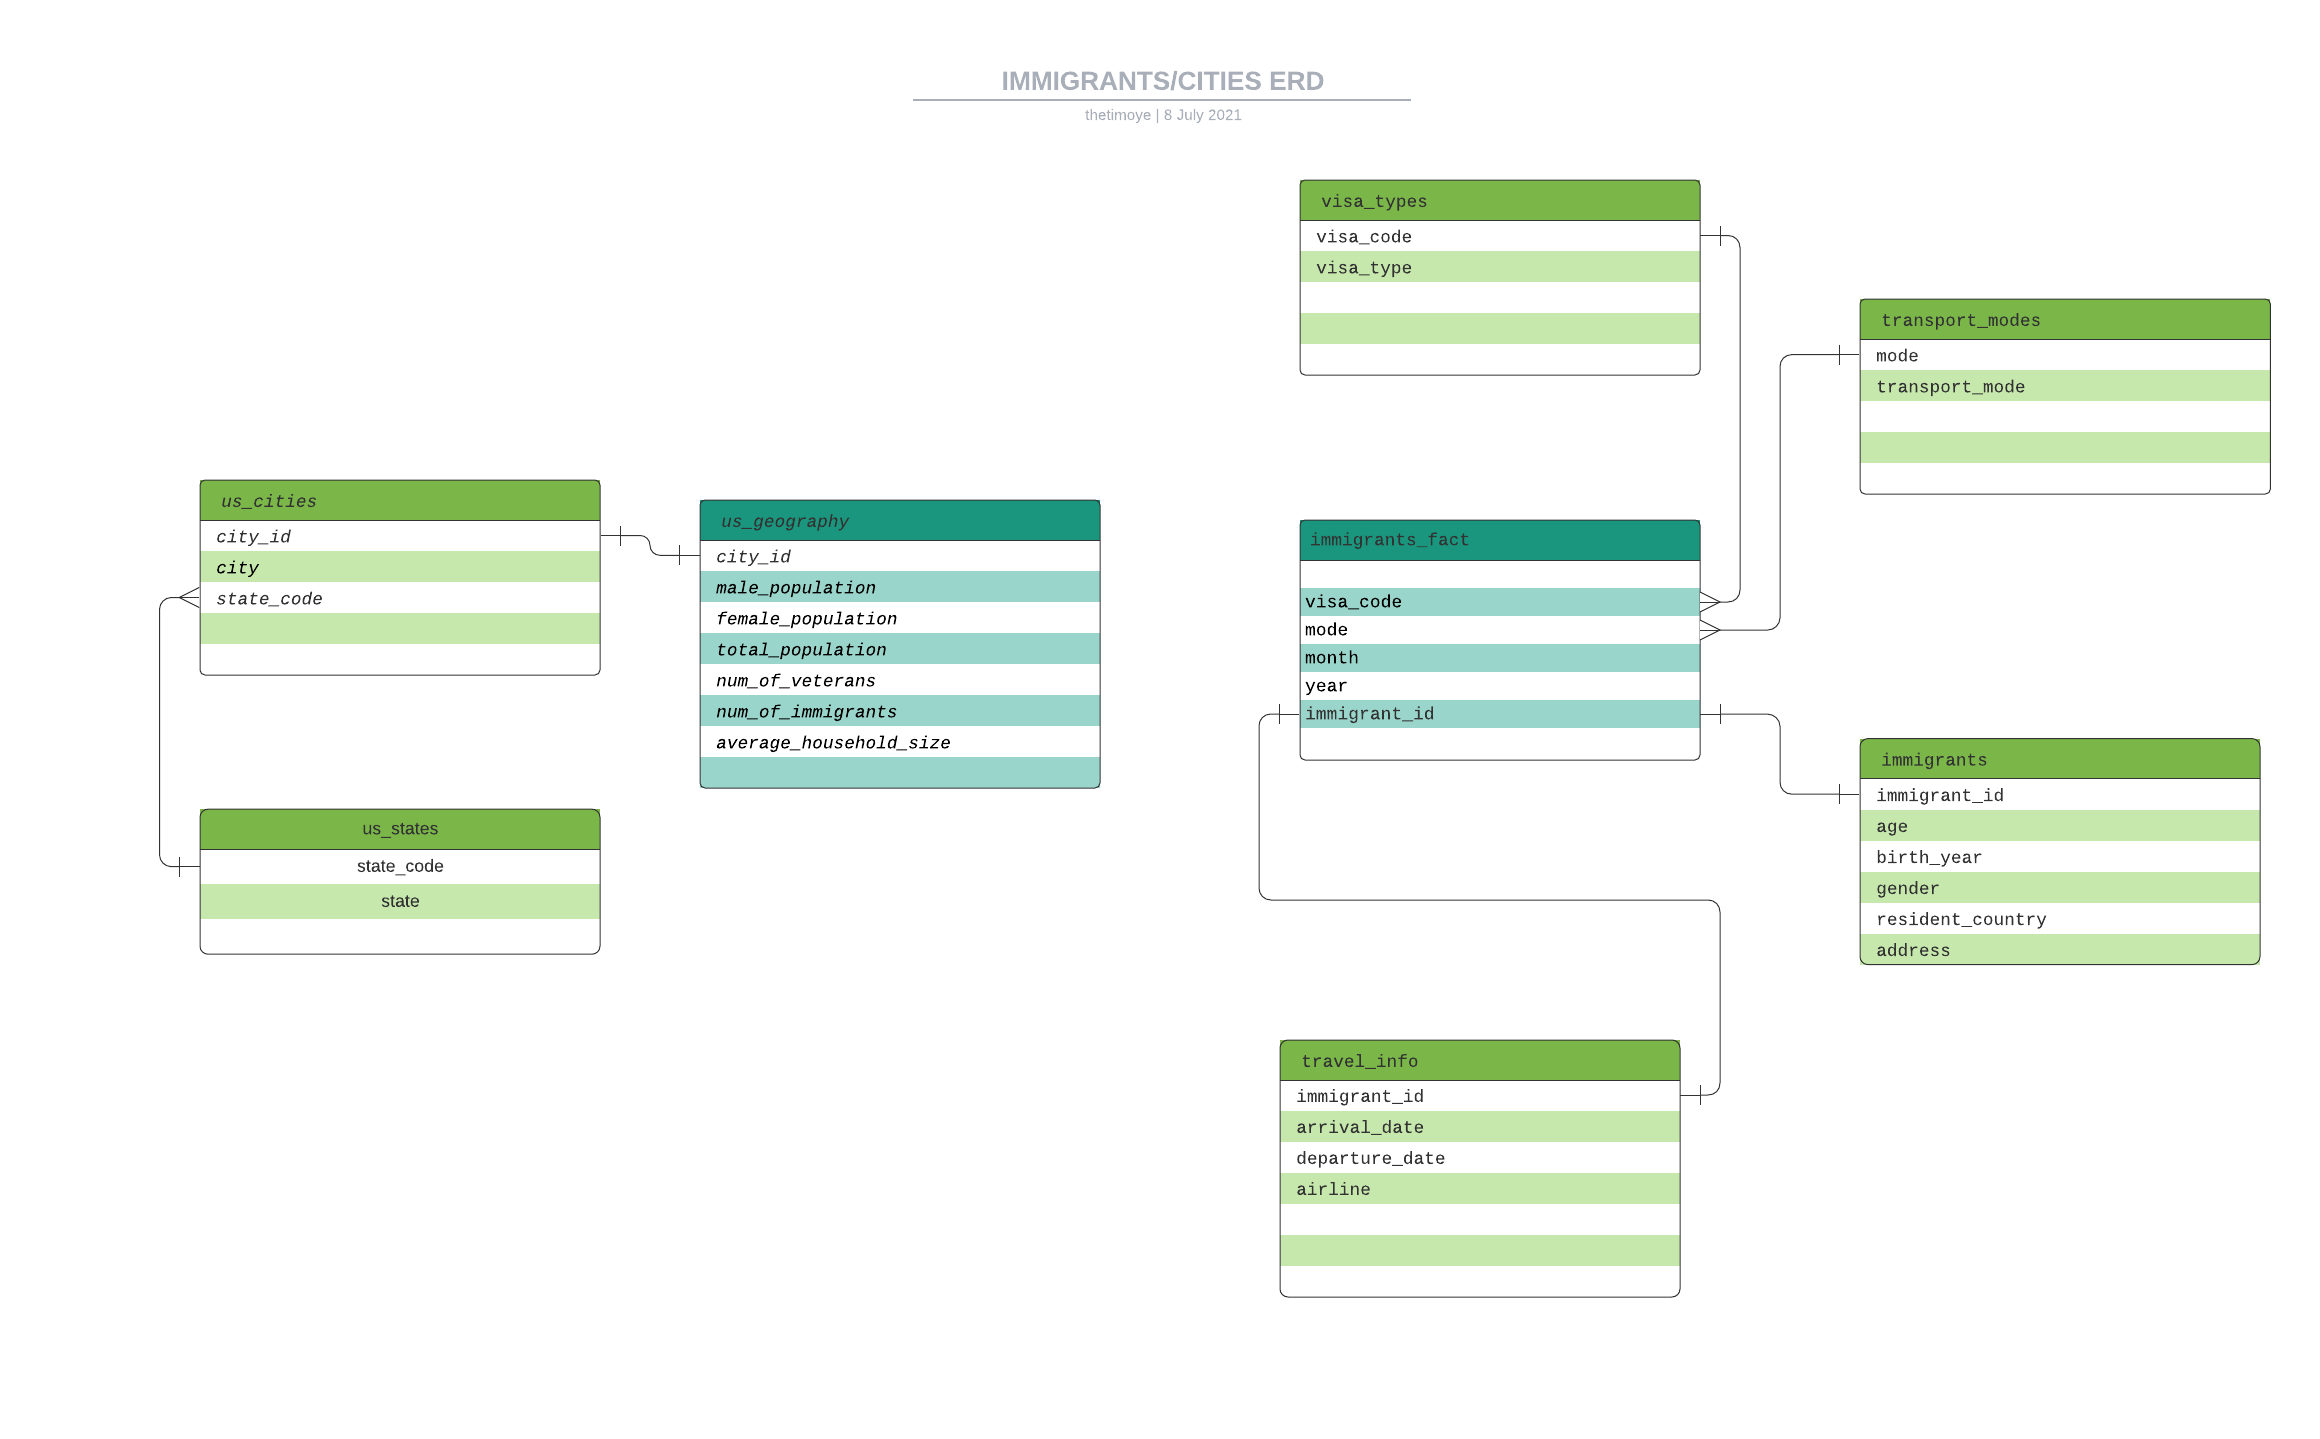 IMMIGRANTS/CITIES ERD
thetimoye | 8 July 2021
visa_types
visa_code
visa_type
transport_modes
mode
transport_mode
us_cities
city_id
city
state_code
us_geography
city_id
male_population
female_population
total_population
num_of_veterans
num_of_immigrants
average_household_size
immigrants_fact
visa_code
mode
month
year
immigrant_id
us_states
state_code
state
immigrants
immigrant_id
age
birth_year
gender
resident_country
address
travel_info
immigrant_id
arrival_date
departure_date
airline